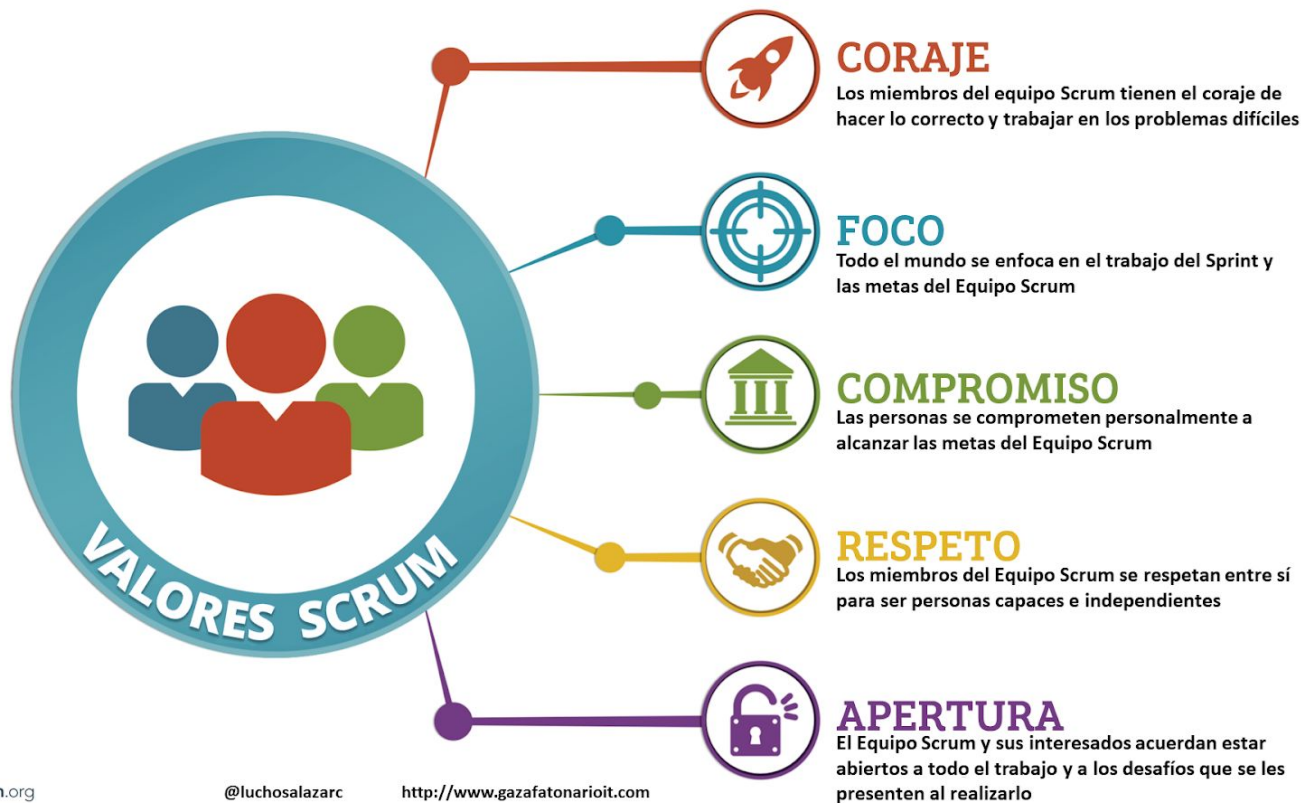 CORAJE
Los miembros del equipo Scrum tienen el coraje de
hacer lo correcto y trabajar en los problemas difíciles
FOCO
Todo el mundo se enfoca en el trabajo del Sprint y
las metas del Equipo Scrum
COMPROMISO
Las personas se comprometen personalmente a
alcanzar las metas del Equipo Scrum
RESPETO
Los miembros del Equipo Scrum se respetan entre sí
para ser personas capaces e independientes
APERTURA
El Equipo Scrum y sus interesados acuerdan estar
abiertos a todo el trabajo y a los desafíos que se les
presenten al realizarlo
VALORES SCRUM
.org
@luchosalazarc
http://www.gazafatonarioit.com